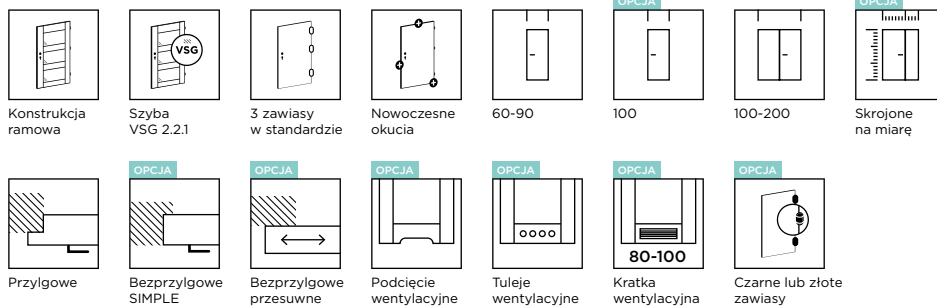 OPCJA
OPCJA
VSG
Konstrukcja
ramowa
Szyba
VSG 2.2.1
3 zawiasy
w standardzie
Nowoczesne
okucia
60-90
100
100-200
Skrojone
na miarę
OPCJA
OPCJA
OPCJA
OPCJA
OPCJA
OPCJA
80-100
Przylgowe
Bezprzylgowe
SIMPLE
Bezprzylgowe
przesuwne
Podcięcie
wentylacyjne
Tuleje
wentylacyjne
Kratka
wentylacyjna
Czarne lub złote
zawiasy